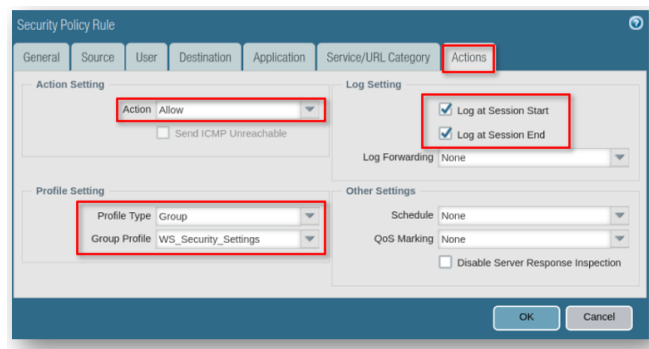 Security Policy Rule
General Source User Destination Application Service/URL Category Actions
Action Setting
Action Allow
Send ICMP Unreachable
Log Setting
Log at Session Start
Log at Session End
Log Forwarding None
Profile Setting
Profile Type Group
Group Profile WS_Security_Settings
Other Settings
Schedule None
QoS Marking None
Disable Server Response Inspection
OK Cancel